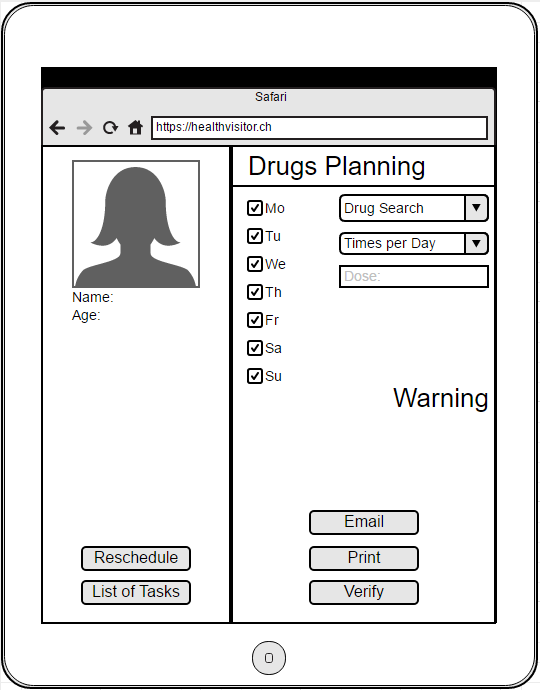 Safari
https://healthvisitor.ch
Name:
Age:
Reschedule
List of Tasks
Drugs Planning
Mo
Tu
We
Th
Fr
Sa
Su
Drug Search
Times per Day
Dose:
Warning
Email
Print
Verify